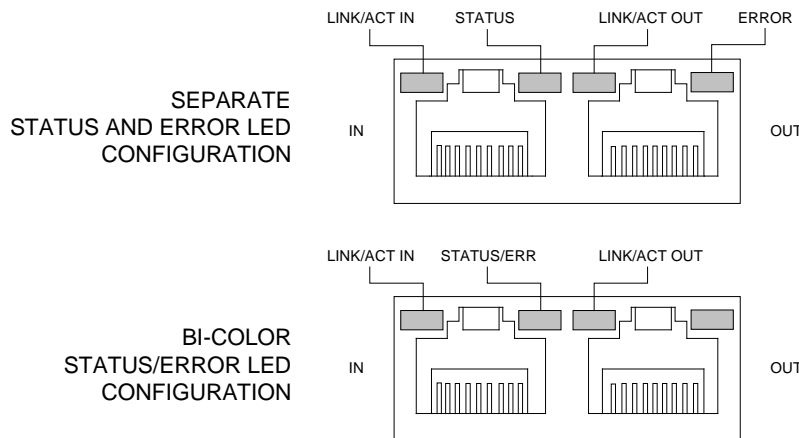 LINK/ACT IN STATUS LINK/ACT OUT ERROR
SEPARATE
STATUS AND ERROR LED
CONFIGURATION
IN
OUT
LINK/ACT IN STATUS/ERR LINK/ACT OUT
BI-COLOR
STATUS/ERROR LED
CONFIGURATION
IN
OUT